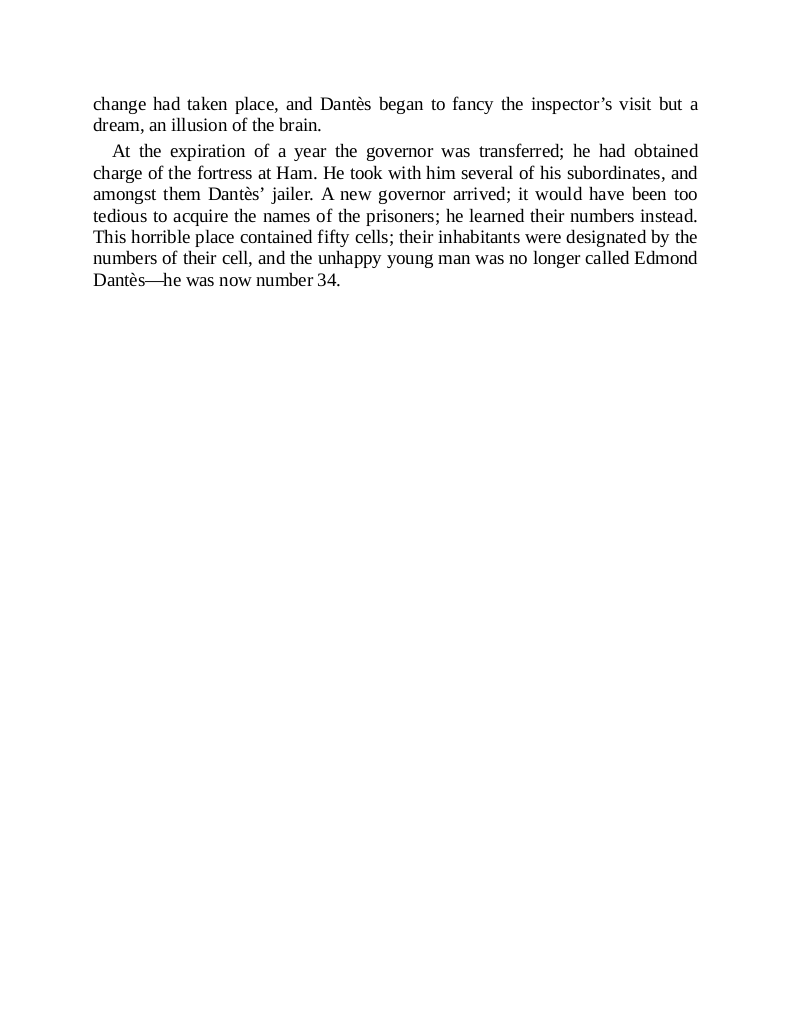 change had taken place, and Dantès began to fancy the inspector’s visit but a
dream, an illusion of the brain.
At the expiration of a year the governor was transferred; he had obtained
charge of the fortress at Ham. He took with him several of his subordinates, and
amongst them Dantès’ jailer. A new governor arrived; it would have been too
tedious to acquire the names of the prisoners; he learned their numbers instead.
This horrible place contained fifty cells; their inhabitants were designated by the
numbers of their cell, and the unhappy young man was no longer called Edmond
Dantès—he was now number 34.